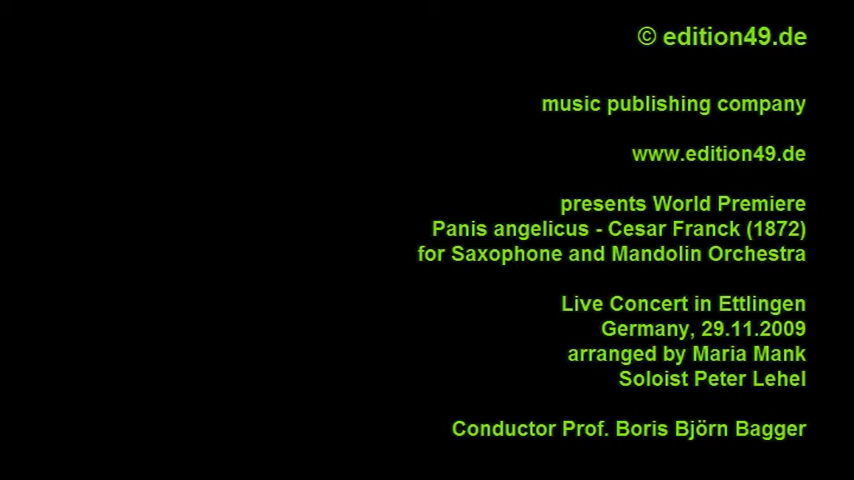 © edition49.de
music publishing company
www.edition49.de
presents World Premiere
Panis angelicus - Cesar Franck (1872)
for Saxophone and Mandolin Orchestra
Live Concert in Ettlingen
Germany, 29.11.2009
arranged by Maria Mank
Soloist Peter Lehel
Conductor Prof. Boris Björn Bagger